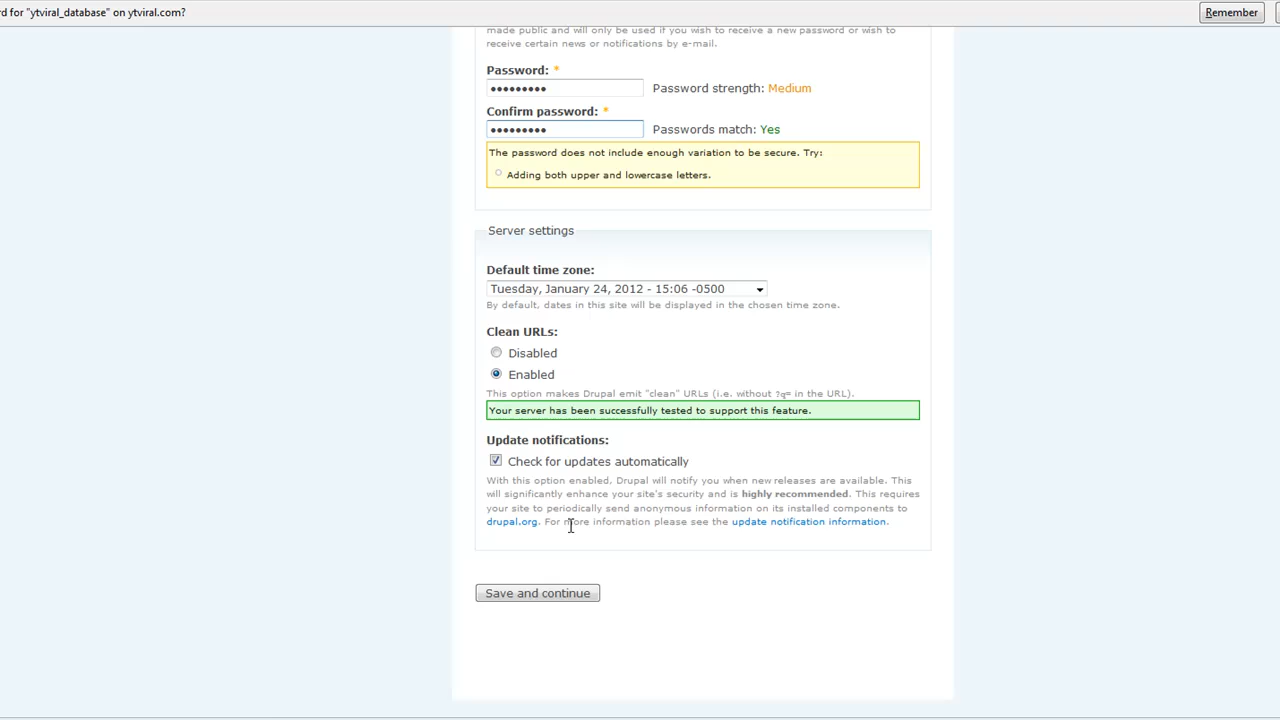 d for "ytviral_database" on ytviral.com?
Remember
made public and will only be used if you wish to receive a new password or wish to
receive certain news or notifications by e-mail.
Password: *
••••••••• Password strength: Medium
Confirm password: *
••••••••• Passwords match: Yes
The password does not include enough variation to be secure. Try:
Adding both upper and lowercase letters.
Server settings
Default time zone:
Tuesday, January 24, 2012 - 15:06 -0500
By default, dates in this site will be displayed in the chosen time zone.
Clean URLs:
Disabled
Enabled
This option makes Drupal emit "clean" URLs (i.e. without ?q= in the URL).
Your server has been successfully tested to support this feature.
Update notifications:
Check for updates automatically
With this option enabled, Drupal will notify you when new releases are available. This
will significantly enhance your site's security and is highly recommended. This requires
your site to periodically send anonymous information on its installed components to
drupal.org. For more information please see the update notification information.
Save and continue